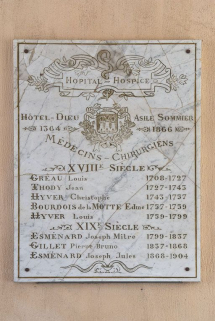 HOPITAL - HOSPICE
HÔTEL-DIEU ASILE SOMMIER
1564 1866
MÉDECINS - CHIRURGIENS
XVIIIᵉ SIÈCLE
GREAU Louis 1708-1727
THODY Jean 1727-1743
HYVER Christophe 1743-1757
BOURDOIS de la MOTTE Edme 1757-1759
HYVER Louis 1759-1799
XIXᵉ SIÈCLE
ESMÉNARD Joseph Mitre 1799-1837
GILLET Pierre Bruno 1837-1868
ESMÉNARD Joseph Jules 1868-1904